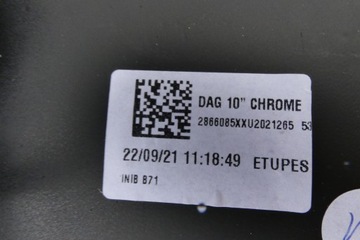 DAG 10" CHROME
2866085XXU2021265 53
22/09/21 11:18:49 ETUPES
INIB B71